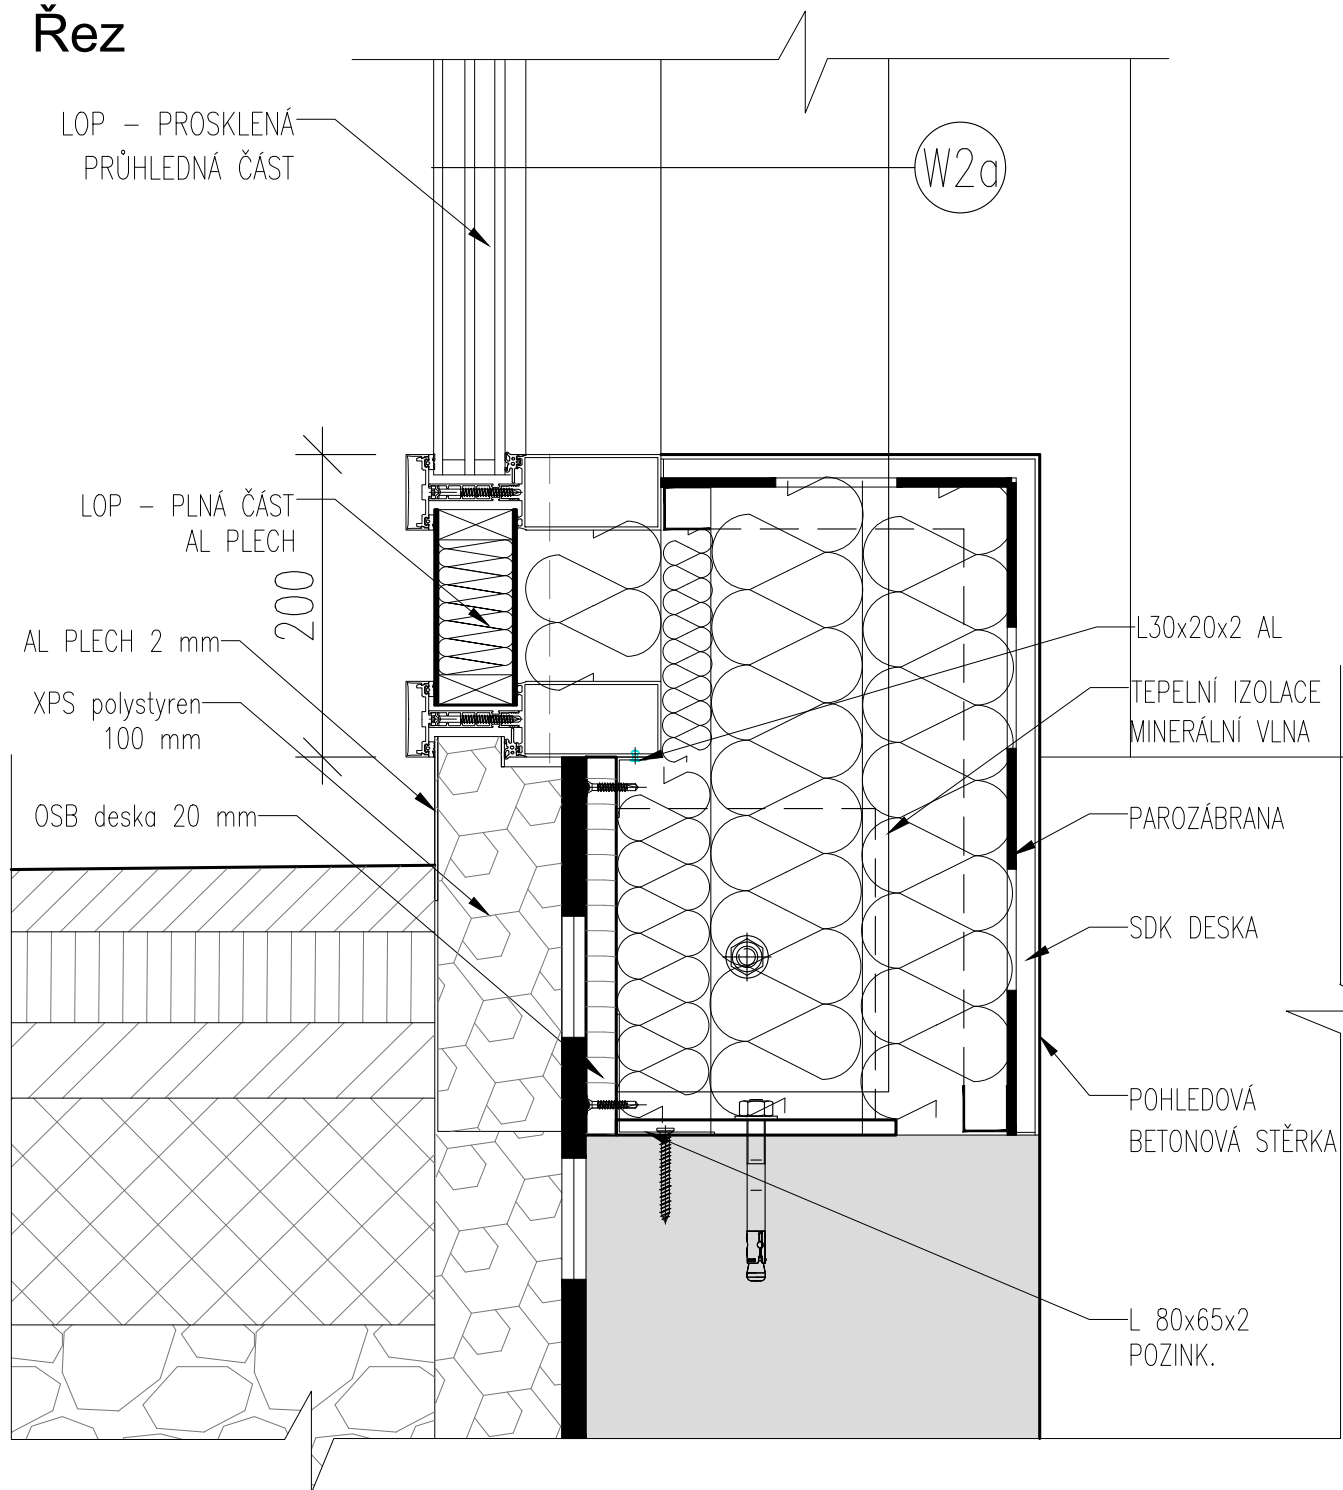 Řez
LOP – PROSKLENÁ
PRŮHLEDNÁ ČÁST
W2a
LOP – PLNÁ ČÁST
AL PLECH
200
AL PLECH 2 mm
XPS polystyren
100 mm
OSB deska 20 mm
L30x20x2 AL
TEPELNÍ IZOLACE
MINERÁLNÍ VLNA
PAROZÁBRANA
SDK DESKA
POHLEDOVÁ
BETONOVÁ STĚRKA
L 80x65x2
POZINK.